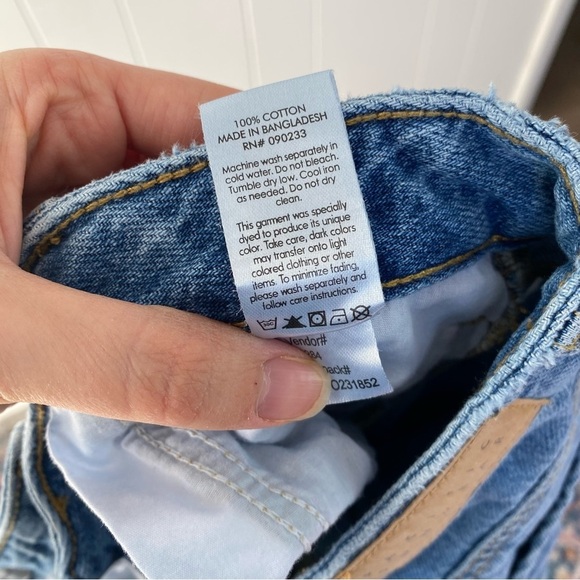 100% COTTON
MADE IN BANGLADESH
RN# 090233
Machine wash separately in
cold water. Do not bleach.
Tumble dry low. Cool iron
as needed. Do not dry
clean.
This garment was specially
dyed to produce its unique
color. Take care, dark colors
may transfer onto light
colored clothing or other
items. To minimize fading,
please wash separately and
follow care instructions.
Vendor#
0231852